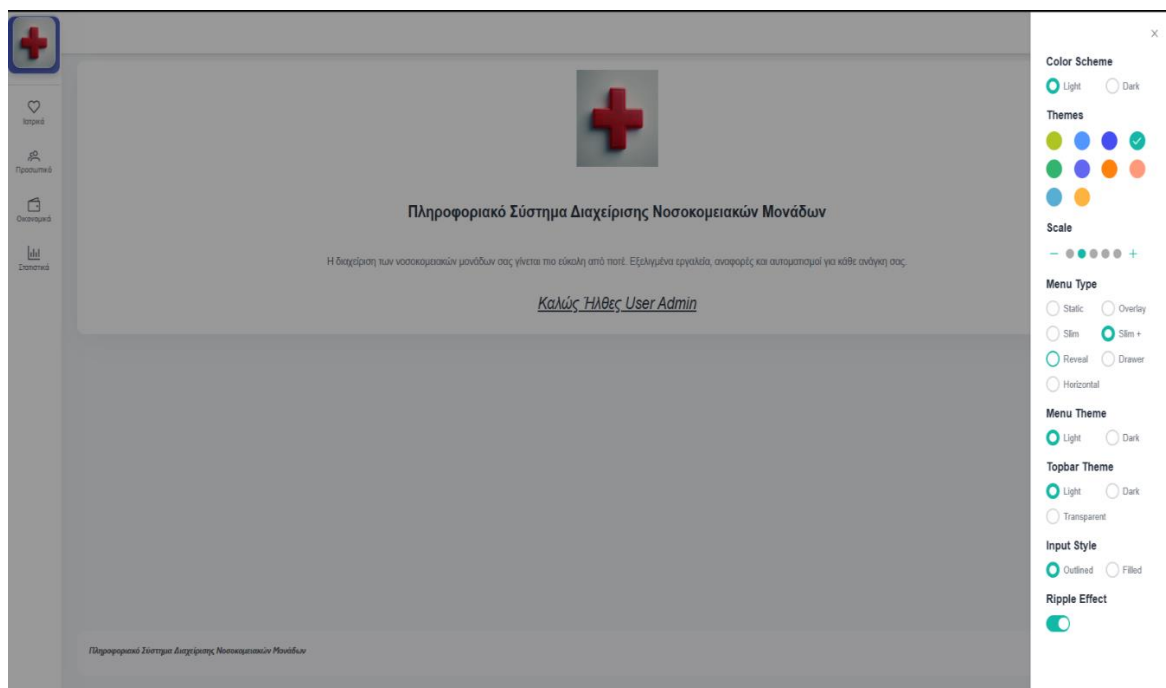 Ιατρικά
Προσωπικό
Οικονομικά
Στατιστικά
Πληροφοριακό Σύστημα Διαχείρισης Νοσοκομειακών Μονάδων
Η διαχείριση των νοσοκομειακών μονάδων σας γίνεται πιο εύκολη από ποτέ. Εξελιγμένα εργαλεία, αναφορές και αυτοματισμοί για κάθε ανάγκη σας.
Καλώς Ήλθες User Admin
Πληροφοριακό Σύστημα Διαχείρισης Νοσοκομειακών Μονάδων
Color Scheme
Light Dark
Themes
Scale
Menu Type
Static Overlay
Slim Slim +
Reveal Drawer
Horizontal
Menu Theme
Light Dark
Topbar Theme
Light Dark
Transparent
Input Style
Outlined Filled
Ripple Effect